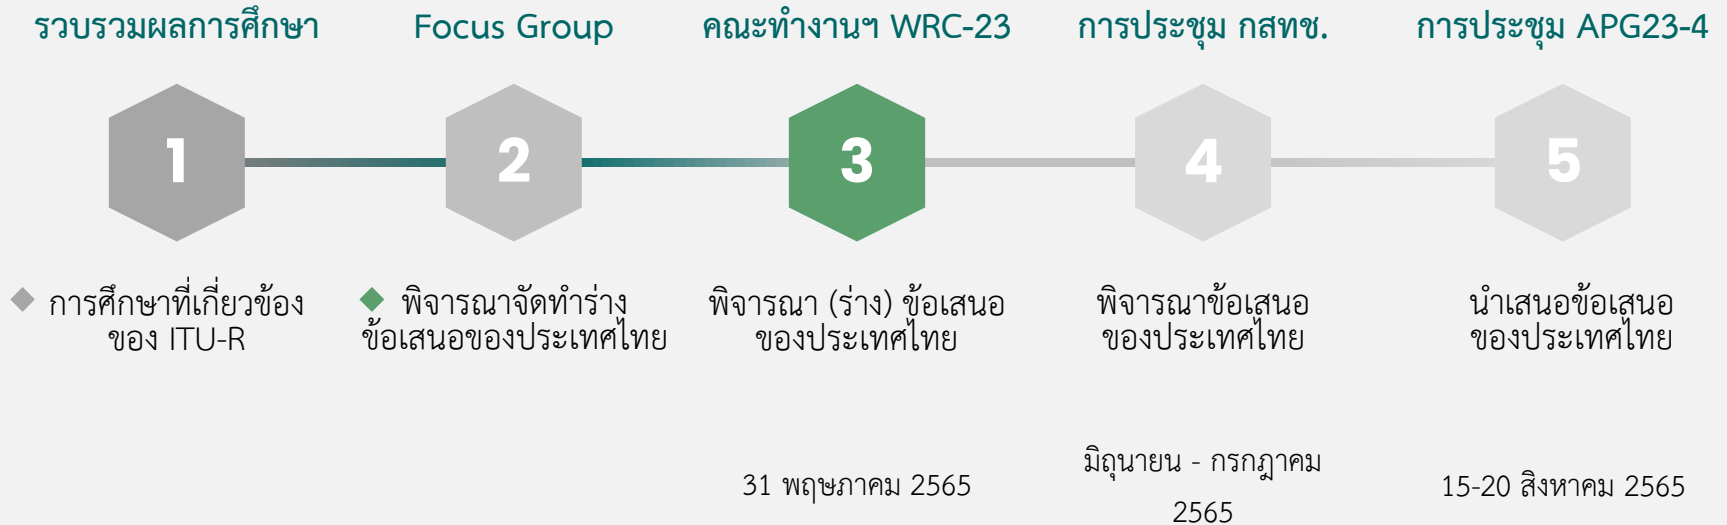 รวบรวมผลการศึกษา
Focus Group
คณะทำงานฯ WRC-23
การประชุม กสทช.
การประชุม APG23-4
1
2
3
4
5
การศึกษาที่เกี่ยวข้อง
ของ ITU-R
พิจารณาจัดทำร่าง
ข้อเสนอของประเทศไทย
พิจารณา (ร่าง) ข้อเสนอ
ของประเทศไทย
พิจารณาข้อเสนอ
ของประเทศไทย
นำเสนอข้อเสนอ
ของประเทศไทย
31 พฤษภาคม 2565
มิถุนายน - กรกฎาคม
2565
15-20 สิงหาคม 2565